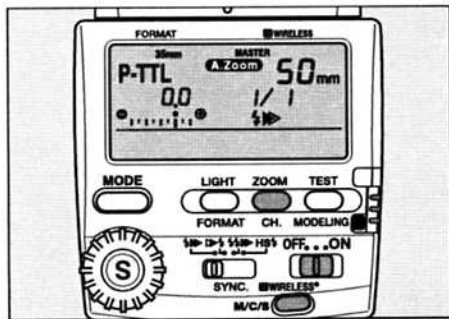 FORMAT WIRELESS
35mm MASTER
P-TTL A.Zoom 50mm
0.0 1/1
MODE LIGHT ZOOM TEST
FORMAT CH. MODELING
HS OFF...ON
S SYNC. WIRELESS
M/C/S